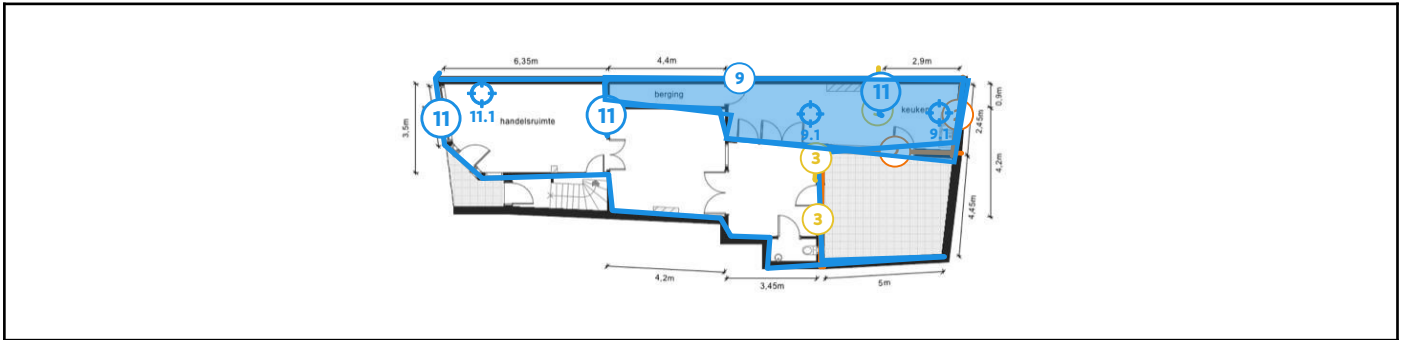 6,35m
4,4m
2,9m
9
11
berging
keuken
0,9m
11
11.1
handelsruimte
11
9.1
9.1
2,45m
3,5m
3
4,2m
3
4,45m
4,2m
3,45m
5m